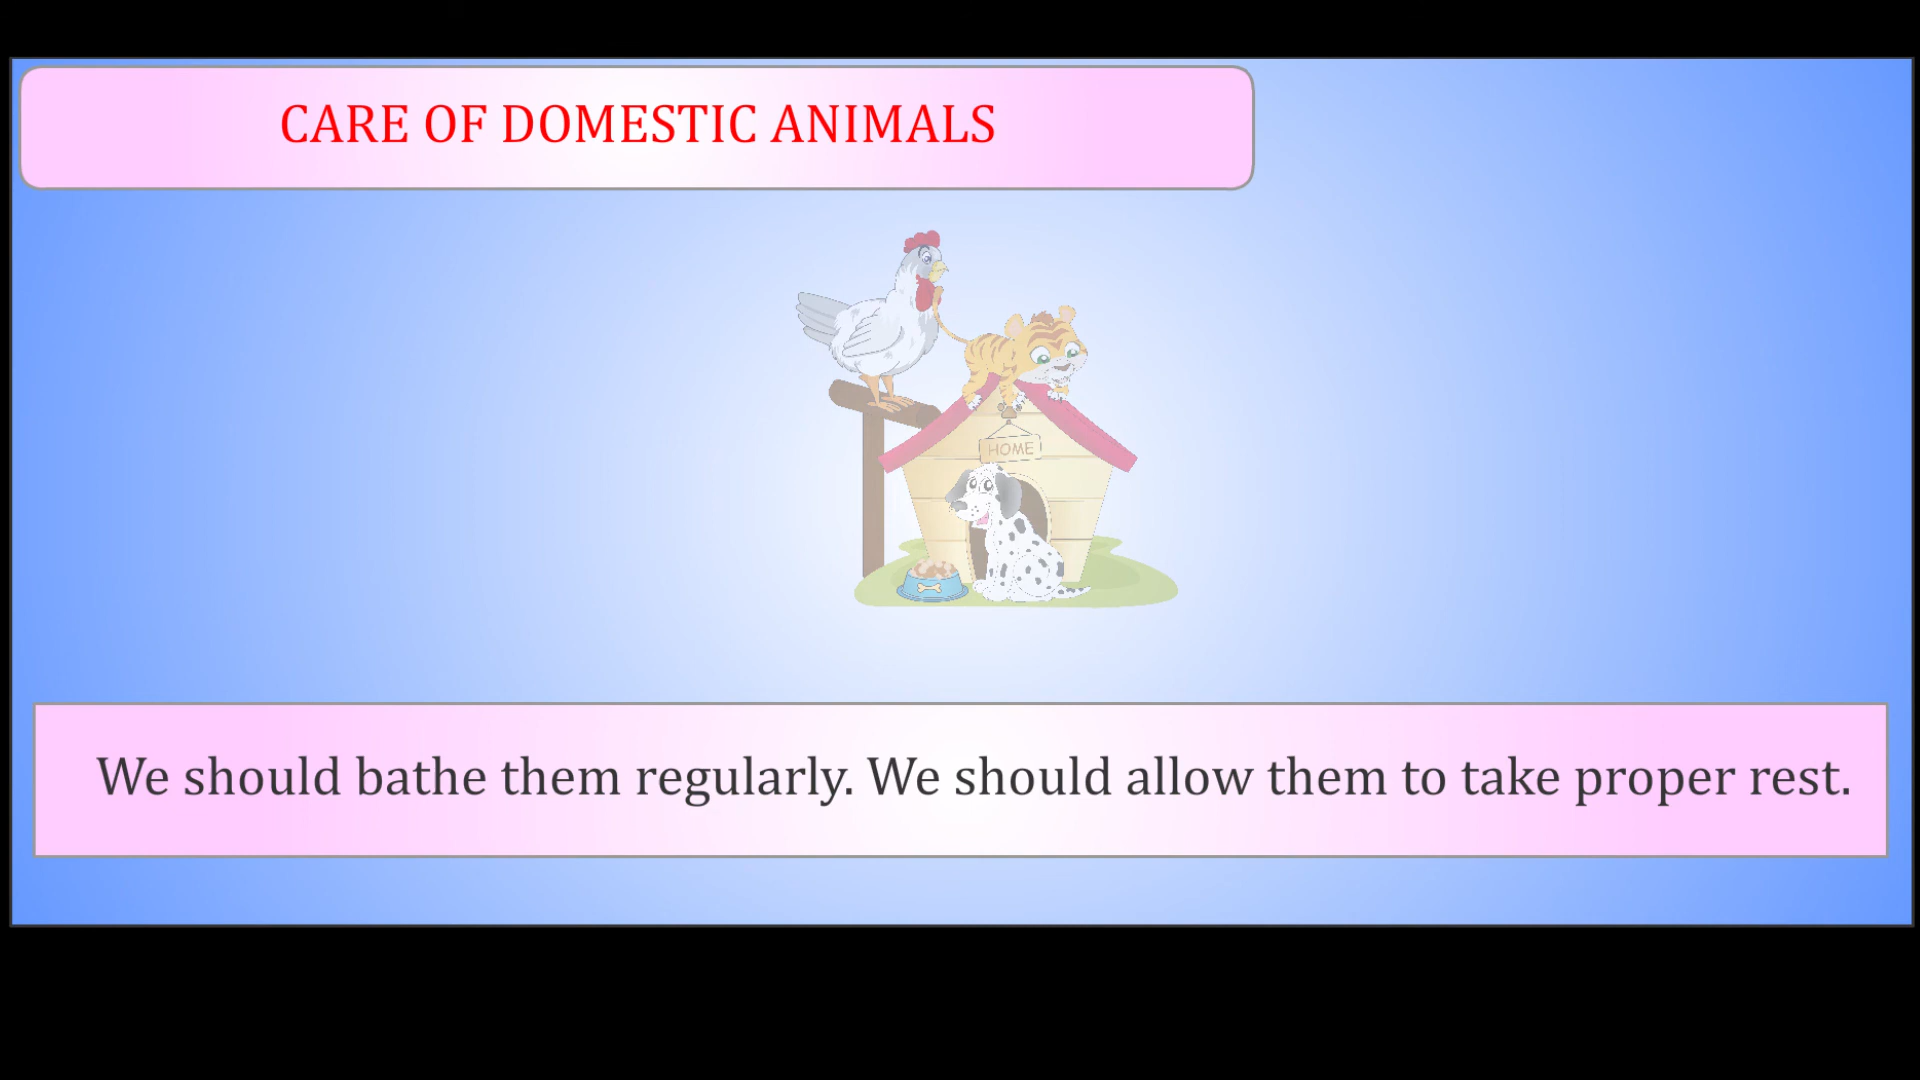 CARE OF DOMESTIC ANIMALS
HOME
We should bathe them regularly. We should allow them to take proper rest.